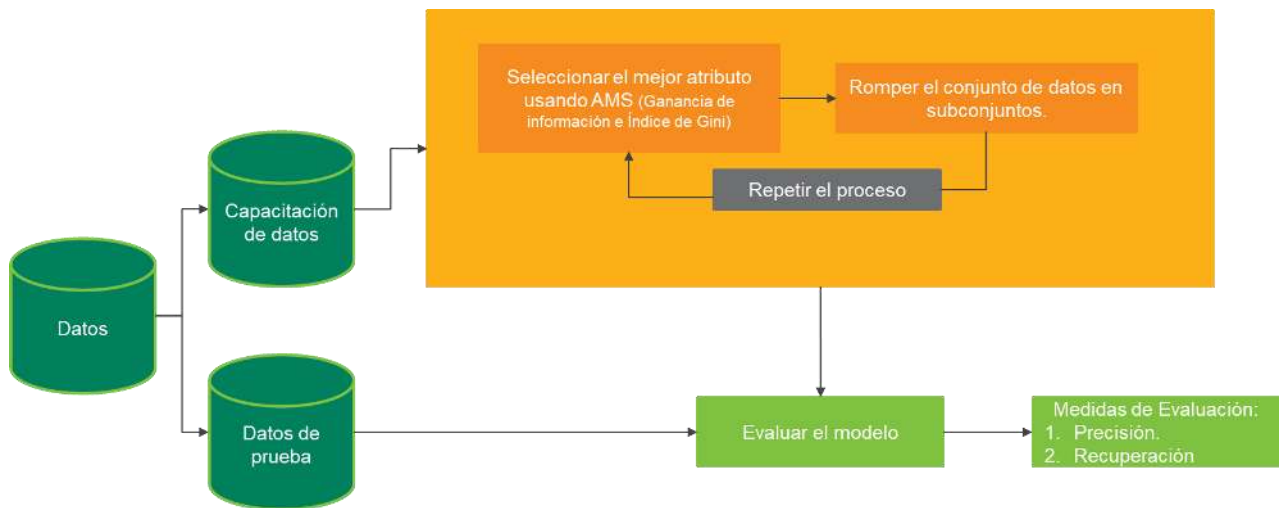 Seleccionar el mejor atributo
usando AMS (Ganancia de
información e Índice de Gini)
Romper el conjunto de datos en
subconjuntos.
Repetir el proceso
Capacitación
de datos
Datos
Datos de
prueba
Evaluar el modelo
Medidas de Evaluación:
1. Precisión.
2. Recuperación